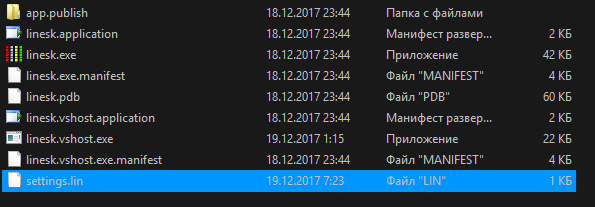 app.publish 18.12.2017 23:44 Папка с файлами
linesk.application 18.12.2017 23:44 Манифест развер... 2 КБ
linesk.exe 18.12.2017 23:44 Приложение 42 КБ
linesk.exe.manifest 18.12.2017 23:44 Файл "MANIFEST" 4 КБ
linesk.pdb 18.12.2017 23:44 Файл "PDB" 60 КБ
linesk.vshost.application 18.12.2017 23:44 Манифест развер... 2 КБ
linesk.vshost.exe 19.12.2017 1:15 Приложение 22 КБ
linesk.vshost.exe.manifest 18.12.2017 23:44 Файл "MANIFEST" 4 КБ
settings.lin 19.12.2017 7:23 Файл "LIN" 1 КБ